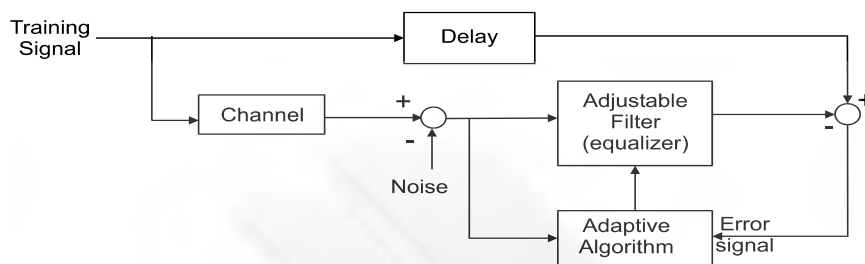 Training
Signal
Delay
Channel
+
-
Noise
Adjustable
Filter
(equalizer)
+
-
Adaptive
Algorithm
Error
signal